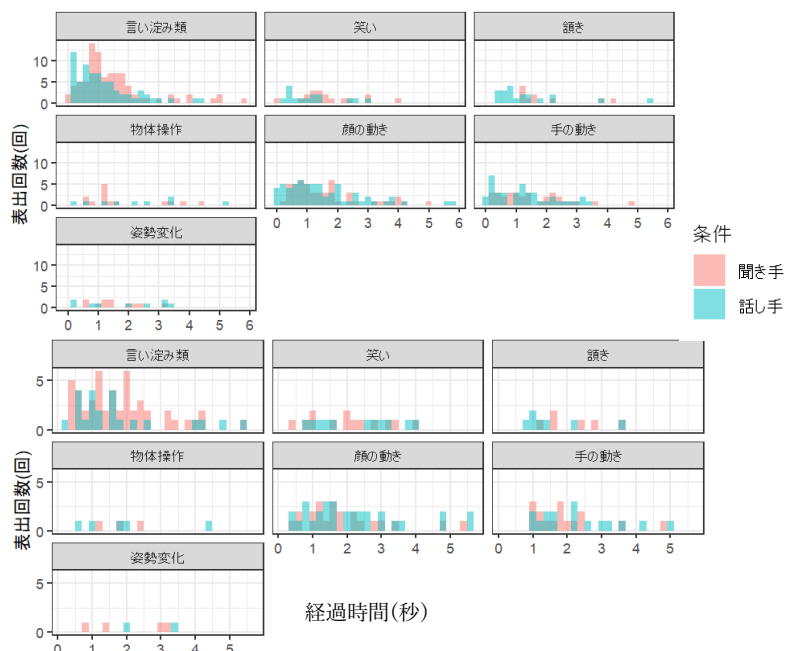 言い淀み類 笑い 頷き
10
5
0
物体操作 顔の動き 手の動き
10
5
0
0 1 2 3 4 5 6 0 1 2 3 4 5 6
姿勢変化
10
5
0
0 1 2 3 4 5 6
表出回数(回)
条件
聞き手
話し手
言い淀み類 笑い 頷き
5
0
物体操作 顔の動き 手の動き
5
0
0 1 2 3 4 5 0 1 2 3 4 5
姿勢変化
5
0
0 1 2 3 4 5
表出回数(回)
経過時間(秒)